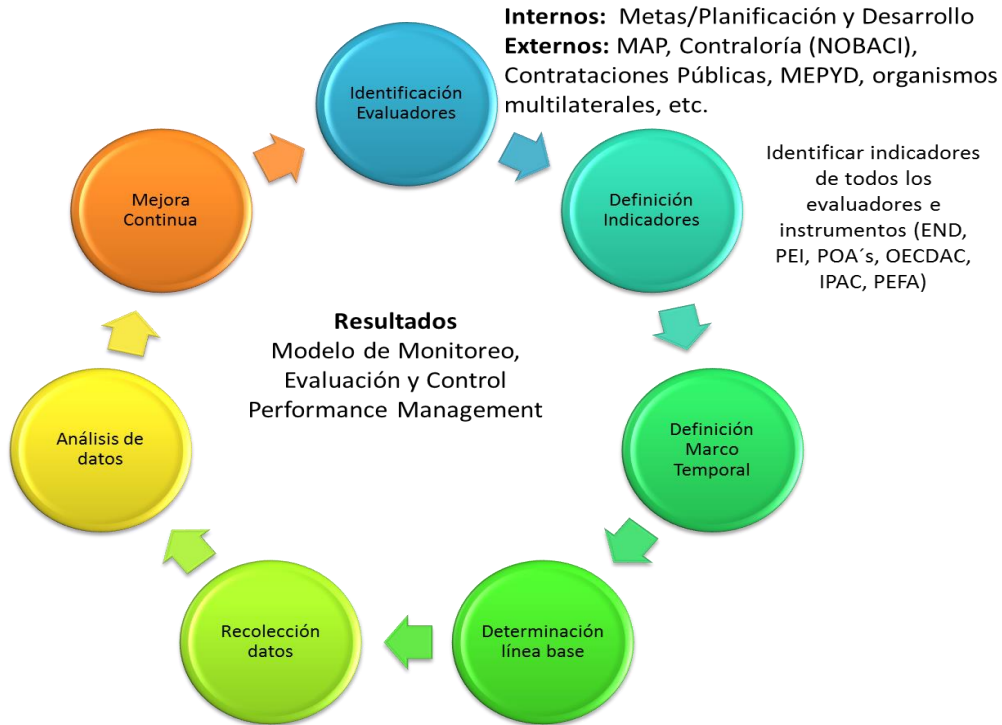 Internos: Metas/Planificación y Desarrollo
Externos: MAP, Contraloría (NOBACI),
Contrataciones Públicas, MEPYD, organismos
multilaterales, etc.
Identificación
Evaluadores
Definición
Indicadores
Identificar indicadores
de todos los
evaluadores e
instrumentos (END,
PEI, POA´s, OECDAC,
IPAC, PEFA)
Definición
Marco
Temporal
Determinación
línea base
Recolección
datos
Análisis de
datos
Mejora
Continua
Resultados
Modelo de Monitoreo,
Evaluación y Control
Performance Management